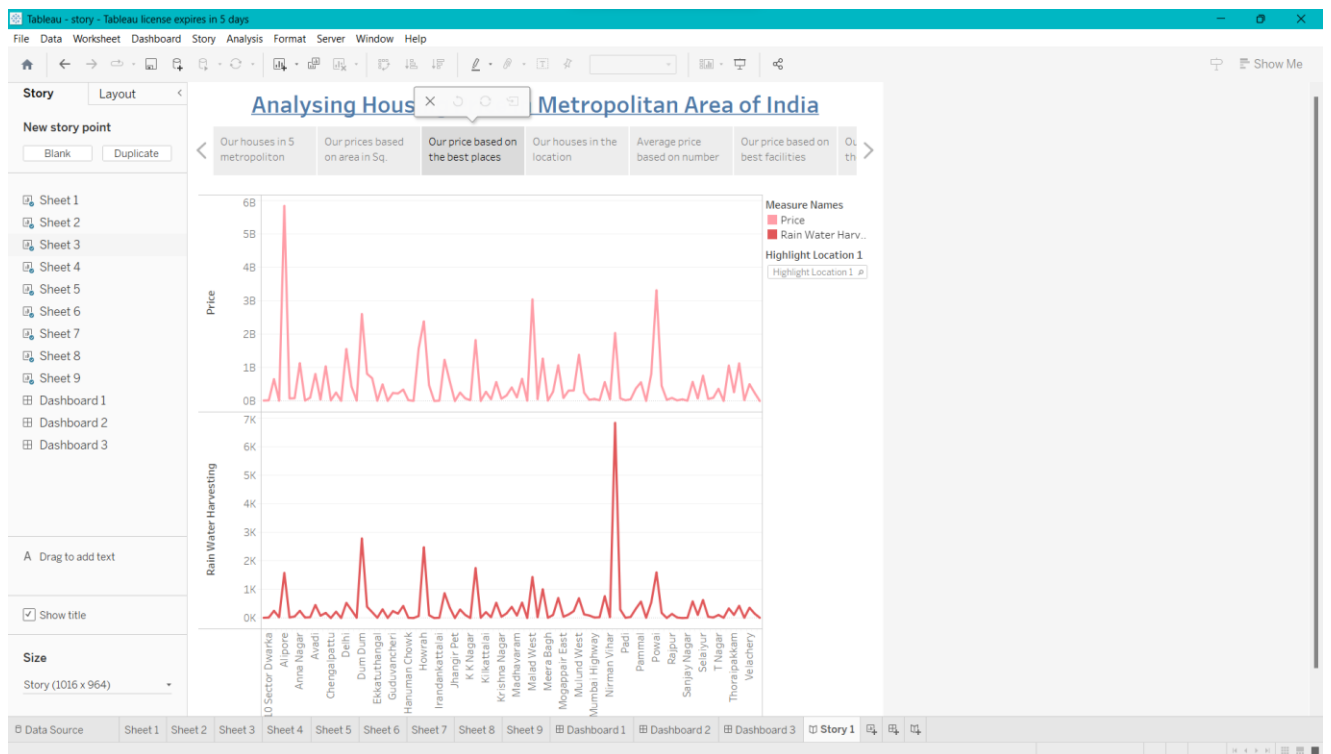 Tableau - story - Tableau license expires in 5 days
File Data Worksheet Dashboard Story Analysis Format Server Window Help
Show Me
Story Layout
New story point
Blank Duplicate
Sheet 1
Sheet 2
Sheet 3
Sheet 4
Sheet 5
Sheet 6
Sheet 7
Sheet 8
Sheet 9
Dashboard 1
Dashboard 2
Dashboard 3
A Drag to add text
Show title
Size
Story (1016 x 964)
Analysing Hous Metropolitan Area of India
Our houses in 5
metropoliton
Our prices based
on area in Sq.
Our price based on
the best places
Our houses in the
location
Average price
based on number
Our price based on
best facilities
Ou
th
6B
5B
4B
3B
2B
1B
0B
Price
7K
6K
5K
4K
3K
2K
1K
0K
Rain Water Harvesting
10 Sector Dwarka
Alipore
Anna Nagar
Avadi
Chengalpattu
Delhi
Dum Dum
Ekkatuthangal
Guduvancheri
Hanuman Chowk
Howrah
Irandankattalai
Jhangir Pet
K K Nagar
Kikattalai
Krishna Nagar
Madhavaram
Malad West
Meera Bagh
Mogappair East
Mulund West
Mumbai Highway
Nirman Vihar
Padi
Pammal
Powai
Rajpur
Sanjay Nagar
Selaiyur
T Nagar
Thoraipakkam
Velachery
Measure Names
Price
Rain Water Harv..
Highlight Location 1
Highlight Location 1
Data Source Sheet 1 Sheet 2 Sheet 3 Sheet 4 Sheet 5 Sheet 6 Sheet 7 Sheet 8 Sheet 9 Dashboard 1 Dashboard 2 Dashboard 3 Story 1